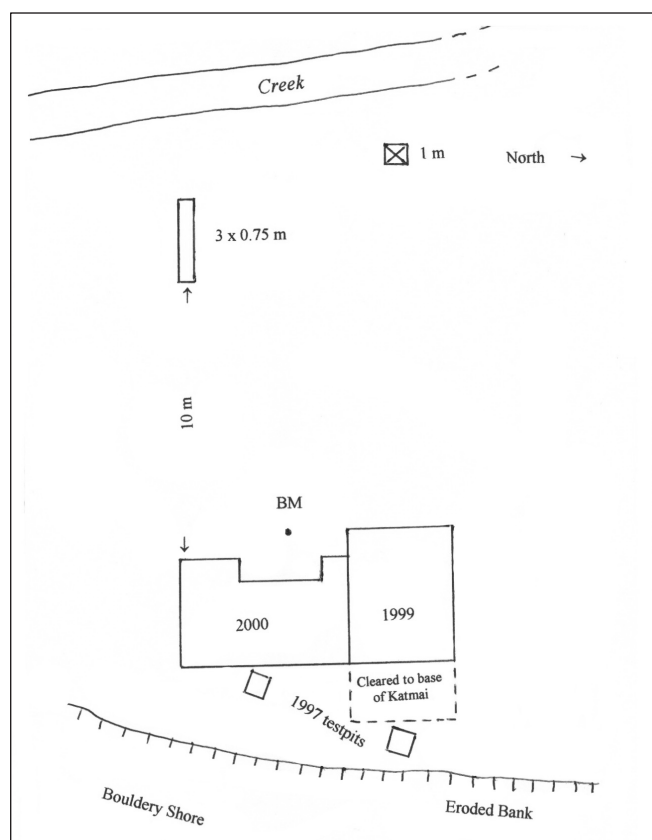 Creek
1 m
North →
3 x 0.75 m
10 m
BM
2000
1999
Cleared to base
of Katmai
1997 testpits
Bouldery Shore
Eroded Bank